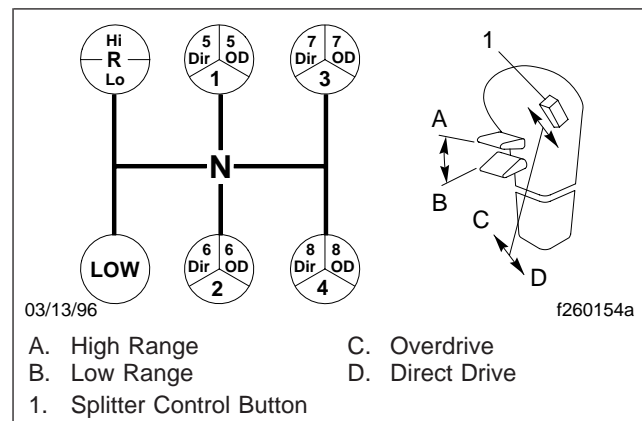 Hi
R
Lo
5 5
Dir OD
1
7 7
Dir OD
3
1
A
B
N
C
D
LOW
6 6
Dir OD
2
8 8
Dir OD
4
03/13/96
f260154a
A. High Range
B. Low Range
1. Splitter Control Button
C. Overdrive
D. Direct Drive